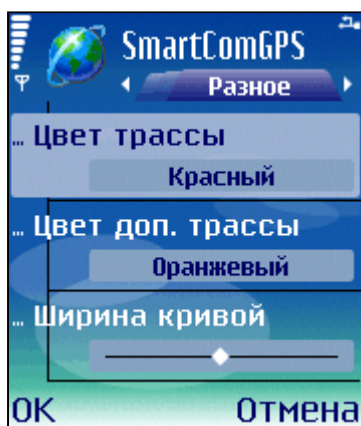 SmartComGPS
Разное
... Цвет трассы
Красный
... Цвет доп. трассы
Оранжевый
... Ширина кривой
OK
Отмена